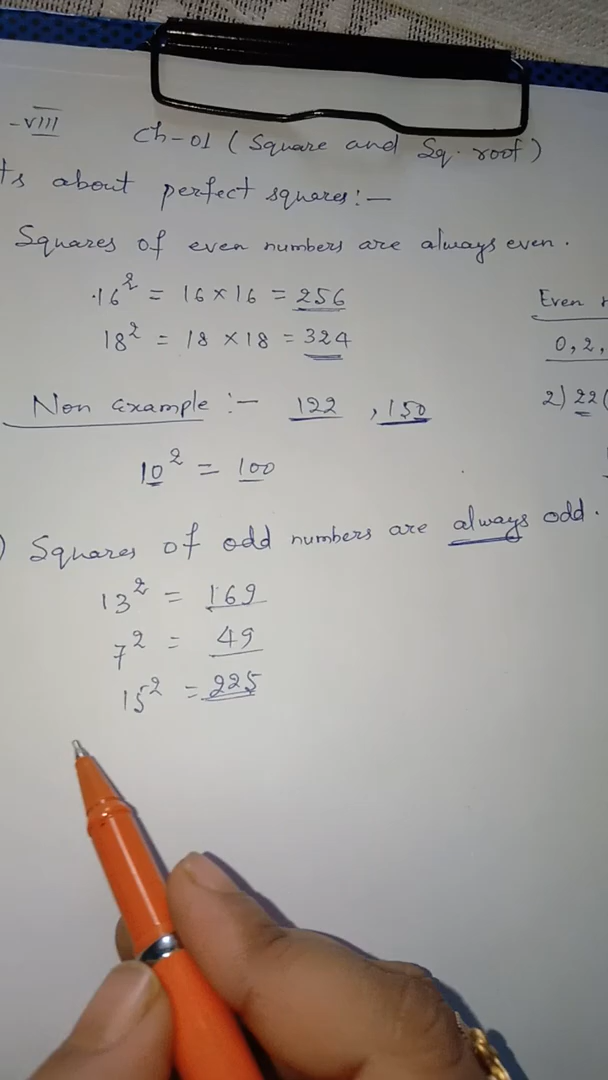 -VIII Ch-01 (Square and Sq. root)
ts about perfect squares:-
Squares of even numbers are always even.
16² = 16 × 16 = 256
18² = 18 × 18 = 324
Even
0, 2,
2) 22 (
Non example :- 122 , 150
10² = 100
) Squares of odd numbers are always odd.
13² = 169
7² = 49
15² = 225